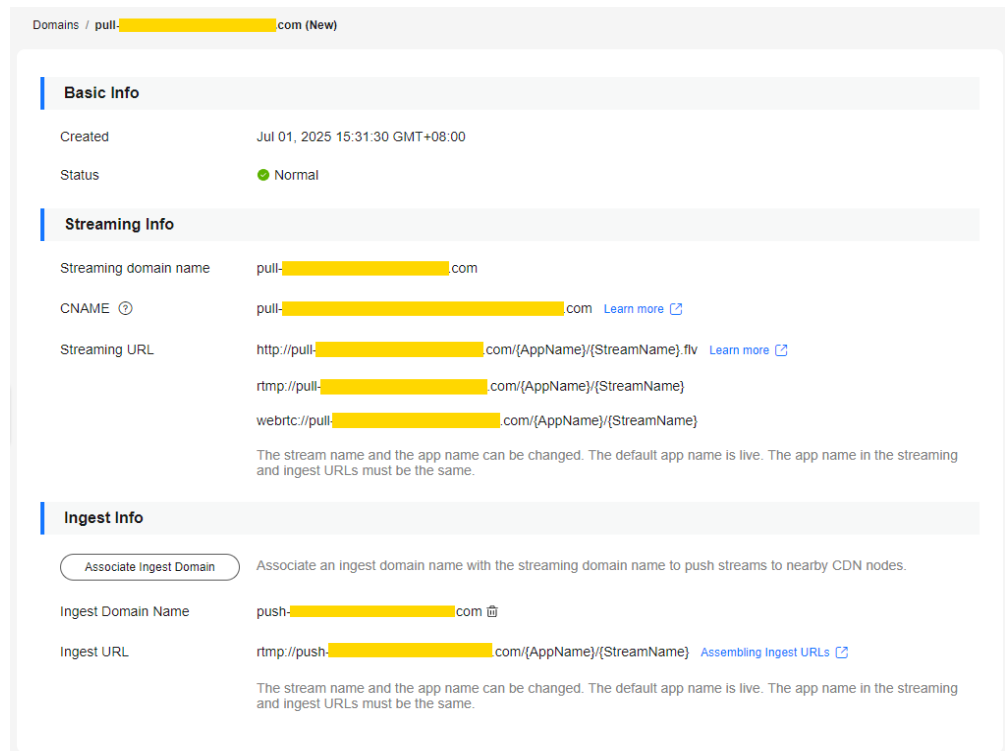 Domains / pull- .com (New)
Basic Info
Created Jul 01, 2025 15:31:30 GMT+08:00
Status Normal
Streaming Info
Streaming domain name pull- .com
CNAME ? pull- .com Learn more
Streaming URL http://pull- .com/{AppName}/{StreamName}.flv Learn more
rtmp://pull- .com/{AppName}/{StreamName}
webrtc://pull- .com/{AppName}/{StreamName}
The stream name and the app name can be changed. The default app name is live. The app name in the streaming
and ingest URLs must be the same.
Ingest Info
Associate Ingest Domain Associate an ingest domain name with the streaming domain name to push streams to nearby CDN nodes.
Ingest Domain Name push- com
Ingest URL rtmp://push- .com/{AppName}/{StreamName} Assembling Ingest URLs
The stream name and the app name can be changed. The default app name is live. The app name in the streaming
and ingest URLs must be the same.